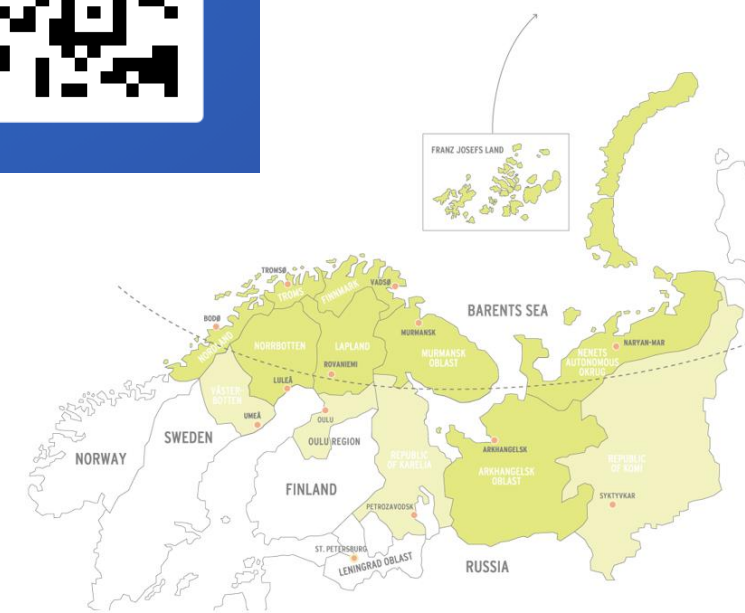 FRANZ JOSEFS LAND
TROMSØ
TROMS
FINNMARK
VADSØ
BARENTS SEA
BODØ
NORDLAND
NORRBOTTEN
LAPLAND
MURMANSK
MURMANSK
OBLAST
NARYAN-MAR
NENETS
AUTONOMOUS
OKRUG
ROVANIEMI
LULEÅ
VÄSTER-
BOTTEN
UMEÅ
OULU
OULU REGION
SWEDEN
NORWAY
FINLAND
REPUBLIC
OF KARELIA
ARKHANGELSK
ARKHANGELSK
OBLAST
REPUBLIC
OF KOMI
SYKTYVKAR
PETROZAVODSK
ST. PETERSBURG
LENINGRAD OBLAST
RUSSIA